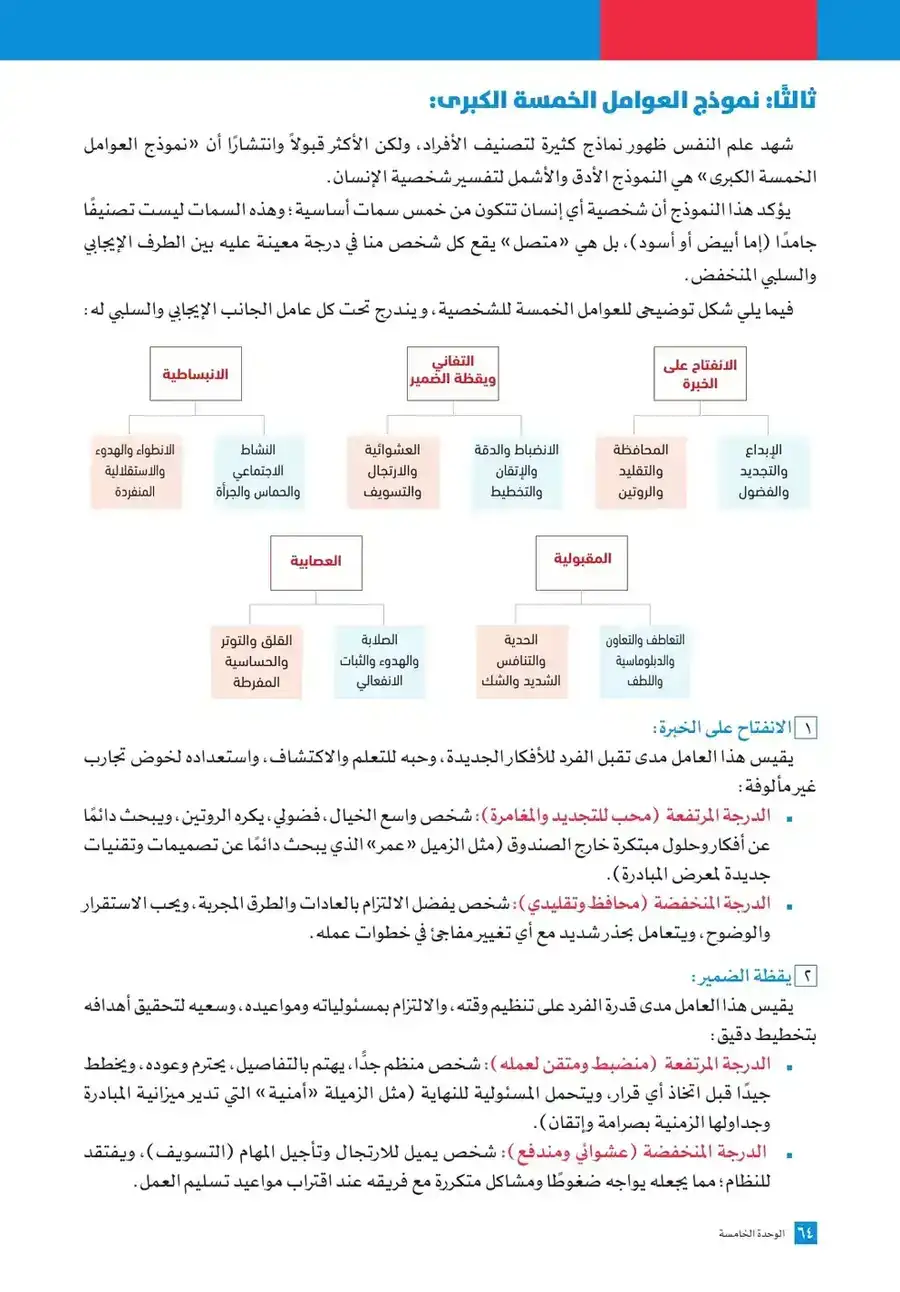 ثالثًا: نموذج العوامل الخمسة الكبرى:
شهد علم النفس ظهور نماذج كثيرة لتصنيف الأفراد، ولكن الأكثر قبولاً وانتشارًا أن «نموذج العوامل
الخمسة الكبرى» هي النموذج الأدق والأشمل لتفسير شخصية الإنسان.
يؤكد هذا النموذج أن شخصية أي إنسان تتكون من خمس سمات أساسية؛ وهذه السمات ليست تصنيفًا
جامدًا (إما أبيض أو أسود)، بل هي «متصل» يقع كل شخص منا في درجة معينة عليه بين الطرف الإيجابي
والسلبي المنخفض.
فيما يلي شكل توضيحى للعوامل الخمسة للشخصية، ويندرج تحت كل عامل الجانب الإيجابي والسلبي له:
الانفتاح على
الخبرة
الإبداع
والتجديد
والفضول
المحافظة
والتقليد
والروتين
التفاني
ويقظة الضمير
الانضباط والدقة
والإتقان
والتخطيط
العشوائية
والارتجال
والتسويف
الانبساطية
النشاط
الاجتماعي
والحماس والجرأة
الانطواء والهدوء
والاستقلالية
المنفردة
المقبولية
التعاطف والتعاون
والدبلوماسية
واللطف
الحدية
والتنافس
الشديد والشك
العصابية
الصلابة
والهدوء والثبات
الانفعالي
القلق والتوتر
والحساسية
المفرطة
١ الانفتاح على الخبرة:
يقيس هذا العامل مدى تقبل الفرد للأفكار الجديدة، وحبه للتعلم والاكتشاف، واستعداده لخوض تجارب
غير مألوفة:
▪ الدرجة المرتفعة (محب للتجديد والمغامرة): شخص واسع الخيال، فضولي، يكره الروتين، ويبحث دائمًا
عن أفكار وحلول مبتكرة خارج الصندوق (مثل الزميل «عمر» الذي يبحث دائمًا عن تصميمات وتقنيات
جديدة لمعرض المبادرة).
▪ الدرجة المنخفضة (محافظ وتقليدي): شخص يفضل الالتزام بالعادات والطرق المجربة، ويحب الاستقرار
والوضوح، ويتعامل بحذر شديد مع أي تغيير مفاجئ في خطوات عمله.
٢ يقظة الضمير:
يقيس هذا العامل مدى قدرة الفرد على تنظيم وقته، والالتزام بمسئولياته ومواعيده، وسعيه لتحقيق أهدافه
بتخطيط دقيق:
▪ الدرجة المرتفعة (منضبط ومتقن لعمله): شخص منظم جدًّا، يهتم بالتفاصيل، يحترم وعوده، ويخطط
جيدًا قبل اتخاذ أي قرار، ويتحمل المسئولية للنهاية (مثل الزميلة «أمنية» التي تدير ميزانية المبادرة
وجداولها الزمنية بصرامة وإتقان).
▪ الدرجة المنخفضة (عشوائي ومندفع): شخص يميل للارتجال وتأجيل المهام (التسويف)، ويفتقد
للنظام؛ مما يجعله يواجه ضغوطًا ومشاكل متكررة مع فريقه عند اقتراب مواعيد تسليم العمل.
٦٤ الوحدة الخامسة